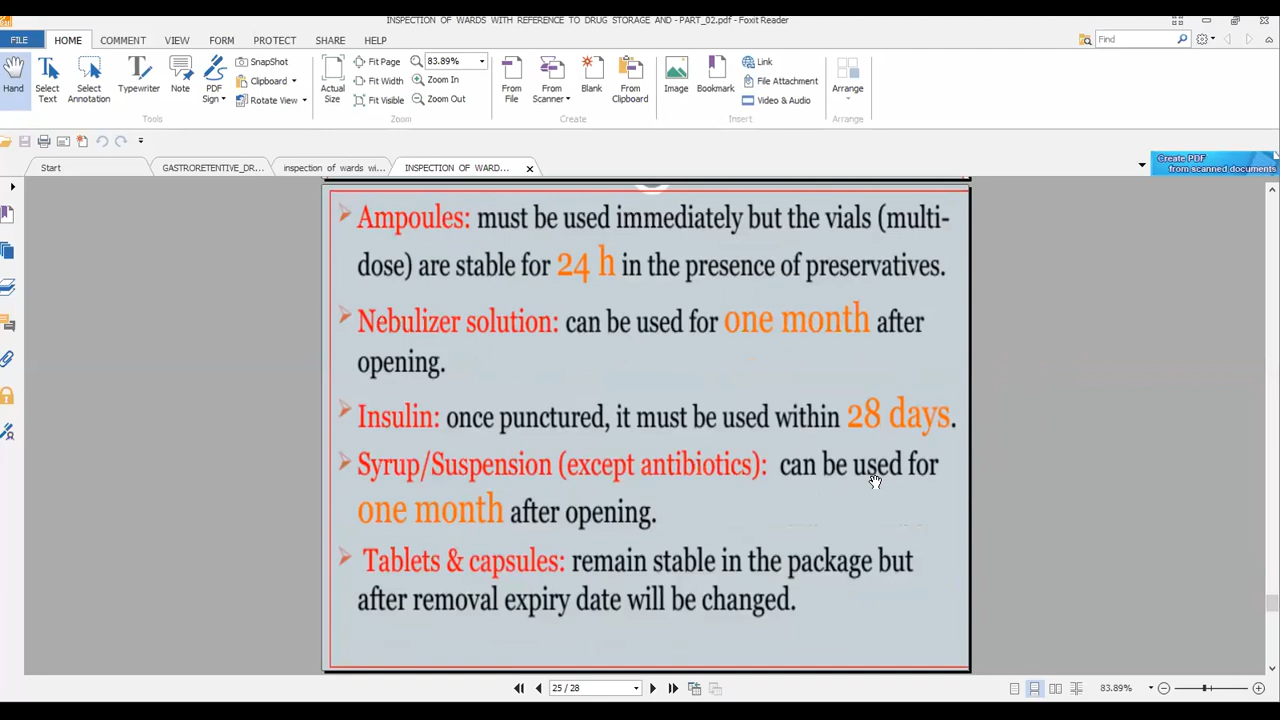 INSPECTION OF WARDS WITH REFERENCE TO DRUG STORAGE AND - PART_02.pdf - Foxit Reader
FILE HOME COMMENT VIEW FORM PROTECT SHARE HELP Find
Hand
Select Text
Select Annotation
Typewriter
Note
PDF Sign
SnapShot
Clipboard
Rotate View
Tools
Actual Size
Fit Page
Fit Width
Fit Visible
83.89%
Zoom In
Zoom Out
Zoom
From File
From Scanner
Blank
From Clipboard
Create
Image
Bookmark
Link
File Attachment
Video & Audio
Insert
Arrange
Arrange
Start GASTRORETENTIVE_DR... inspection of wards wi... INSPECTION OF WARD...
Create PDF
from scanned documents
Ampoules: must be used immediately but the vials (multi-
dose) are stable for 24 h in the presence of preservatives.
Nebulizer solution: can be used for one month after
opening.
Insulin: once punctured, it must be used within 28 days.
Syrup/Suspension (except antibiotics): can be used for
one month after opening.
Tablets & capsules: remain stable in the package but
after removal expiry date will be changed.
25 / 28 83.89%